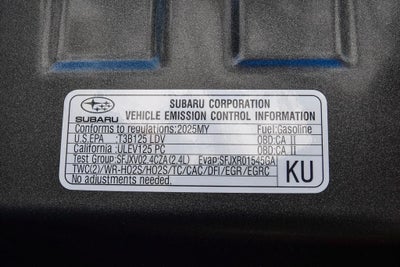 SUBARU CORPORATION
VEHICLE EMISSION CONTROL INFORMATION
SUBARU
Conforms to regulations:2025MY Fuel:Gasoline
U.S.EPA :T3B125 LDV OBD:CA II
California :ULEV125 PC OBD:CA II
Test Group:SFJXV02.4CZA(2.4L) Evap:SFJXR01545GA
TWC(2)/WR-HO2S/HO2S/TC/CAC/DFI/EGR/EGRC
No adjustments needed.
KU